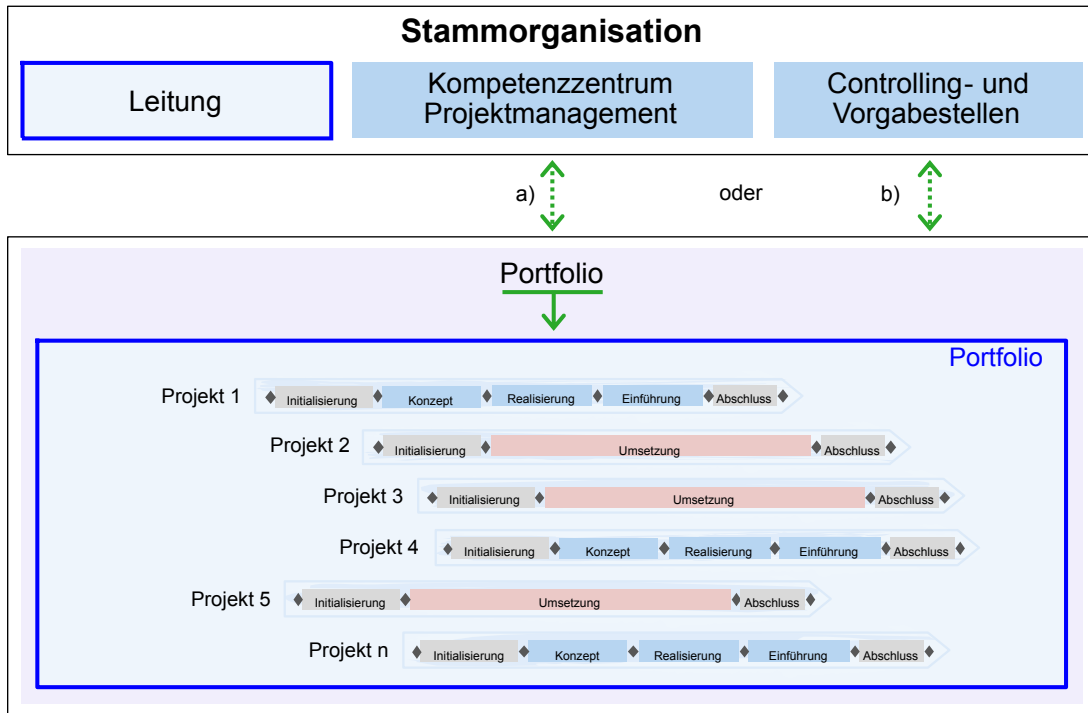 Stammorganisation
Leitung
Kompetenzzentrum
Projektmanagement
Controlling- und
Vorgabestellen
a)
oder
b)
Portfolio
Portfolio
Projekt 1
Initialisierung
Konzept
Realisierung
Einführung
Abschluss
Projekt 2
Initialisierung
Umsetzung
Abschluss
Projekt 3
Initialisierung
Umsetzung
Abschluss
Projekt 4
Initialisierung
Konzept
Realisierung
Einführung
Abschluss
Projekt 5
Initialisierung
Umsetzung
Abschluss
Projekt n
Initialisierung
Konzept
Realisierung
Einführung
Abschluss